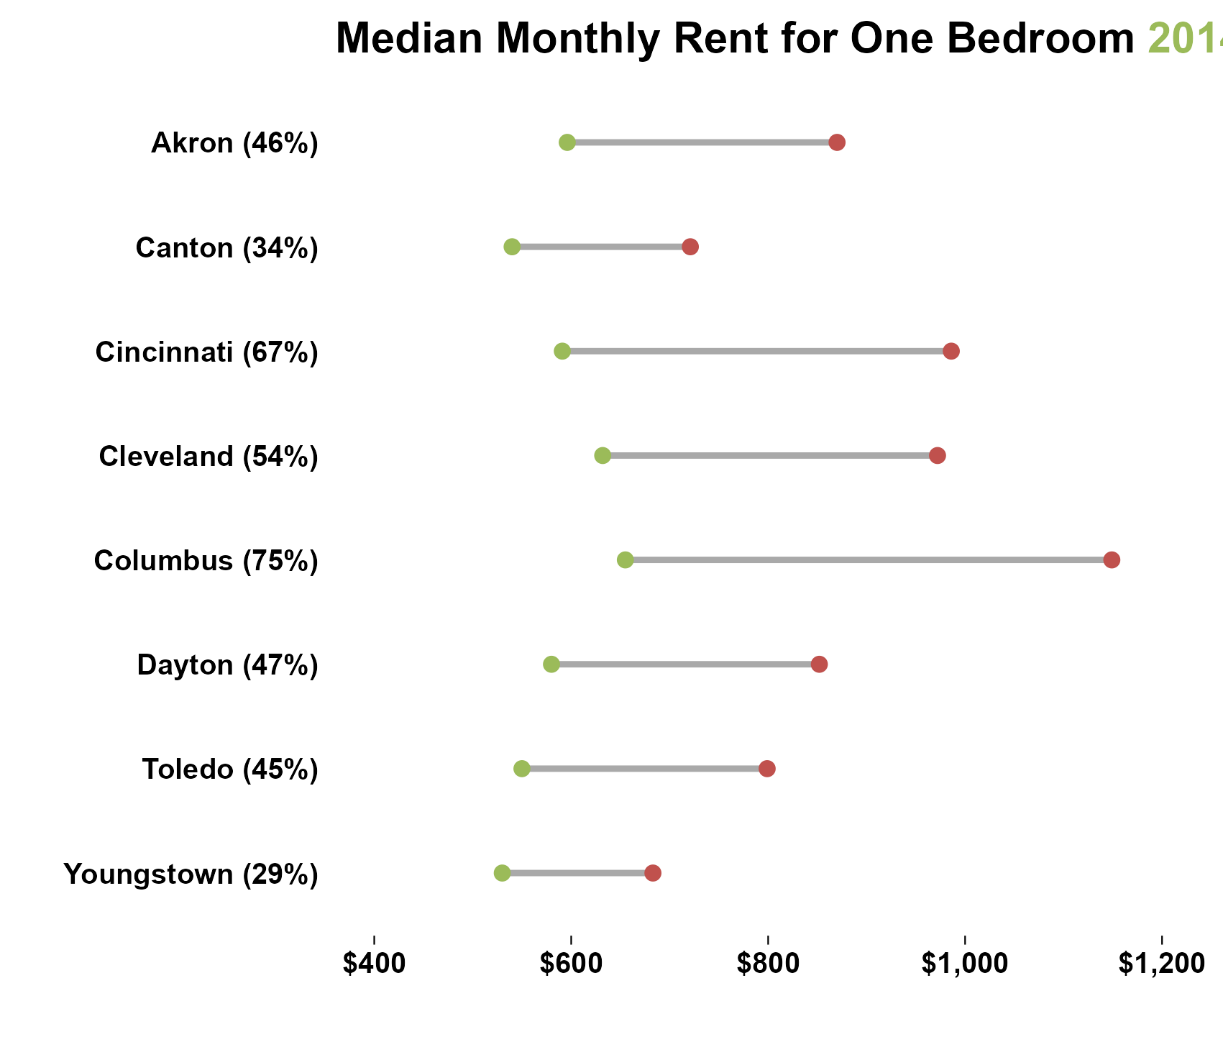 Median Monthly Rent for One Bedroom 201
Akron (46%)
Canton (34%)
Cincinnati (67%)
Cleveland (54%)
Columbus (75%)
Dayton (47%)
Toledo (45%)
Youngstown (29%)
$400 $600 $800 $1,000 $1,200